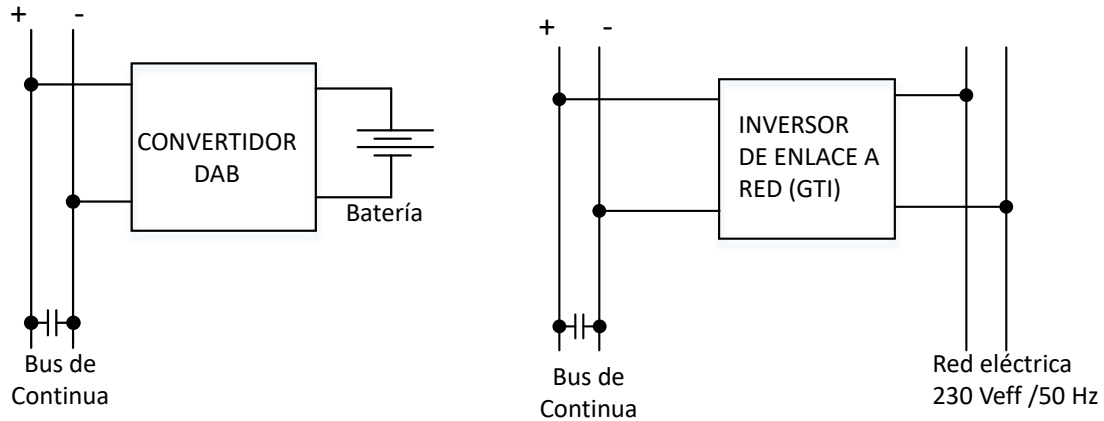 + -
CONVERTIDOR
DAB
Batería
Bus de
Continua
+ -
INVERSOR
DE ENLACE A
RED (GTI)
Bus de
Continua
Red eléctrica
230 Veff /50 Hz